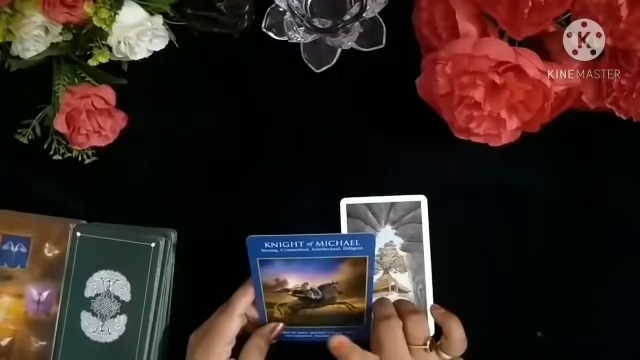 K
KINEMASTER
KNIGHT of MICHAEL
Strong, Committed, Intellectual, Diligent